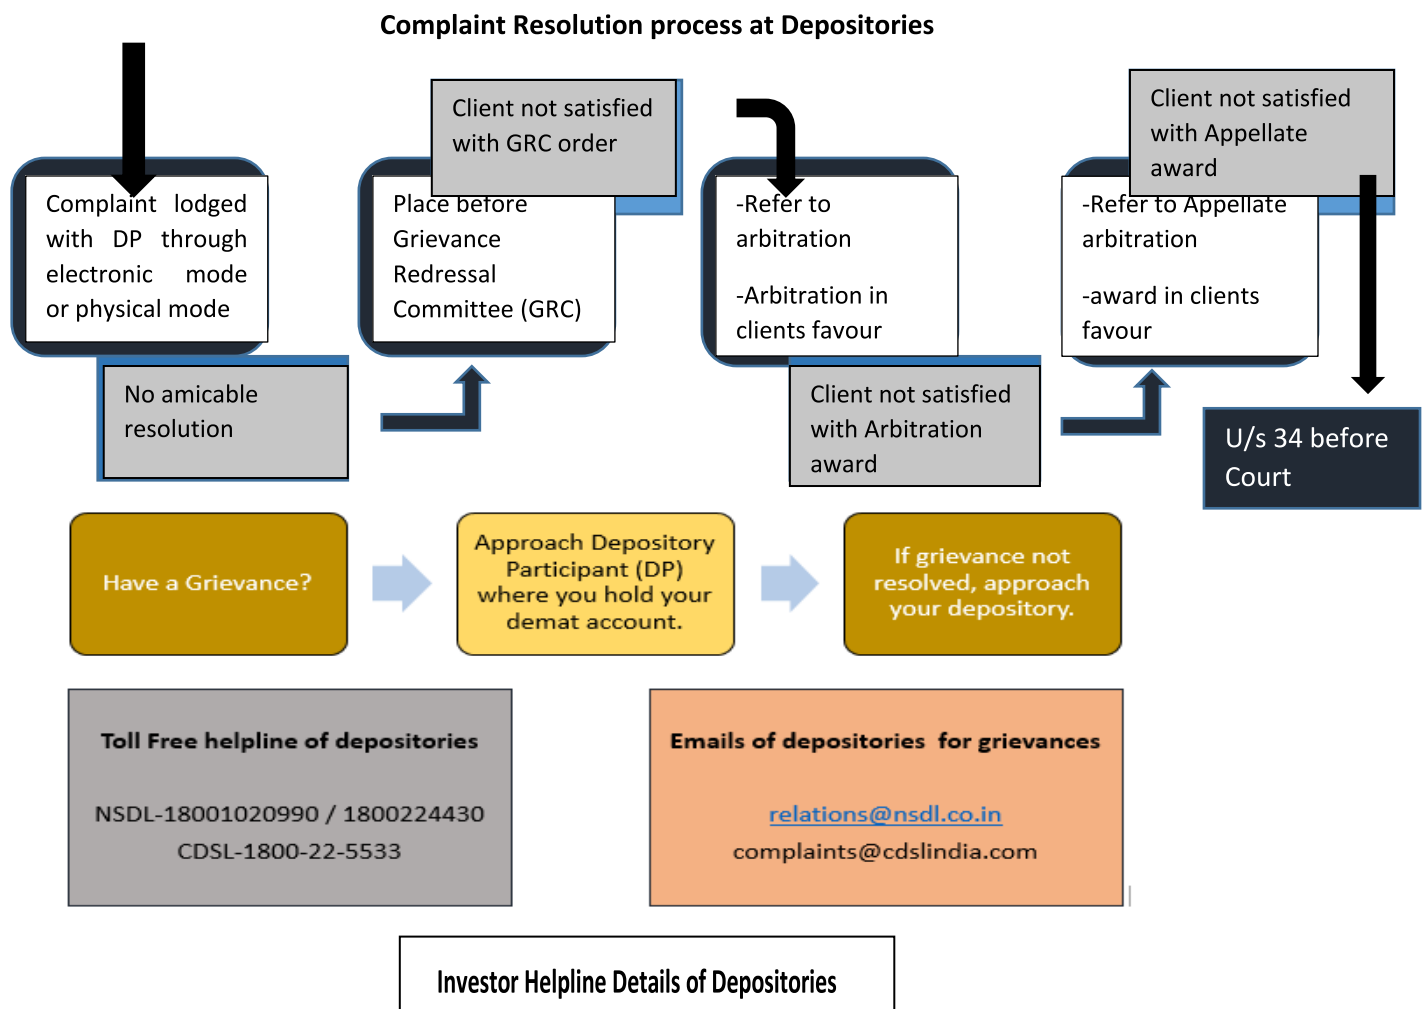 Complaint Resolution process at Depositories
Complaint lodged
with DP through
electronic mode
or physical mode
No amicable
resolution
Client not satisfied
with GRC order
Place before
Grievance
Redressal
Committee (GRC)
-Refer to
arbitration
-Arbitration in
clients favour
Client not satisfied
with Arbitration
award
Client not satisfied
with Appellate
award
-Refer to Appellate
arbitration
-award in clients
favour
U/s 34 before
Court
Have a Grievance?
Approach Depository
Participant (DP)
where you hold your
demat account.
If grievance not
resolved, approach
your depository.
Toll Free helpline of depositories
NSDL-18001020990 / 1800224430
CDSL-1800-22-5533
Emails of depositories for grievances
relations@nsdl.co.in
complaints@cdslindia.com
Investor Helpline Details of Depositories